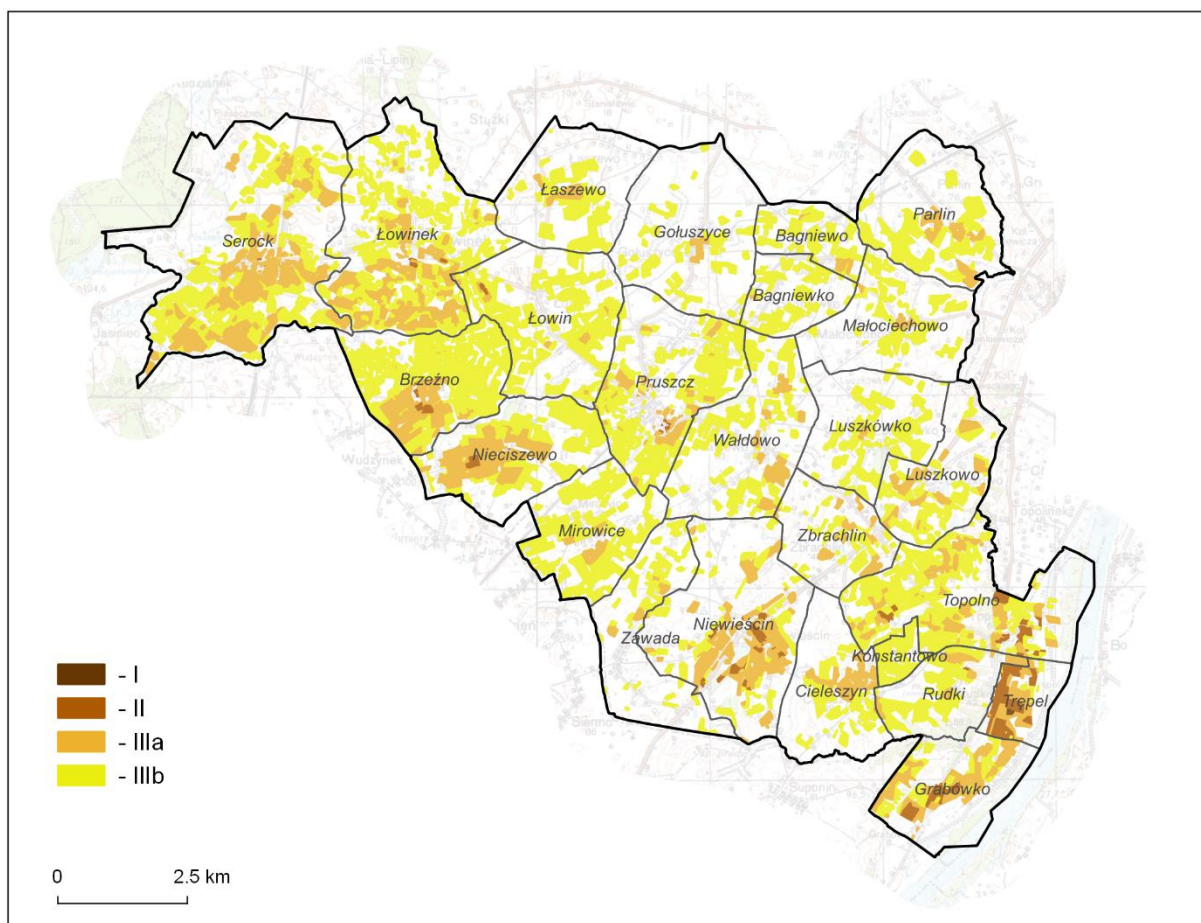 Łaszewo
Gołuszyce
Bagniewo
Parlin
Serock
Łowinek
Bagniewko
Łowin
Małociechowo
Brzeźno
Pruszcz
Luszkówko
Wałdowo
Nieciszewo
Luszkowo
Mirowice
Zbrachlin
Topolno
Zawada
Niewieścin
Konstantowo
Cieleszyn
Rudki
Trępel
Grabówko
- I
- II
- IIIa
- IIIb
0 2.5 km